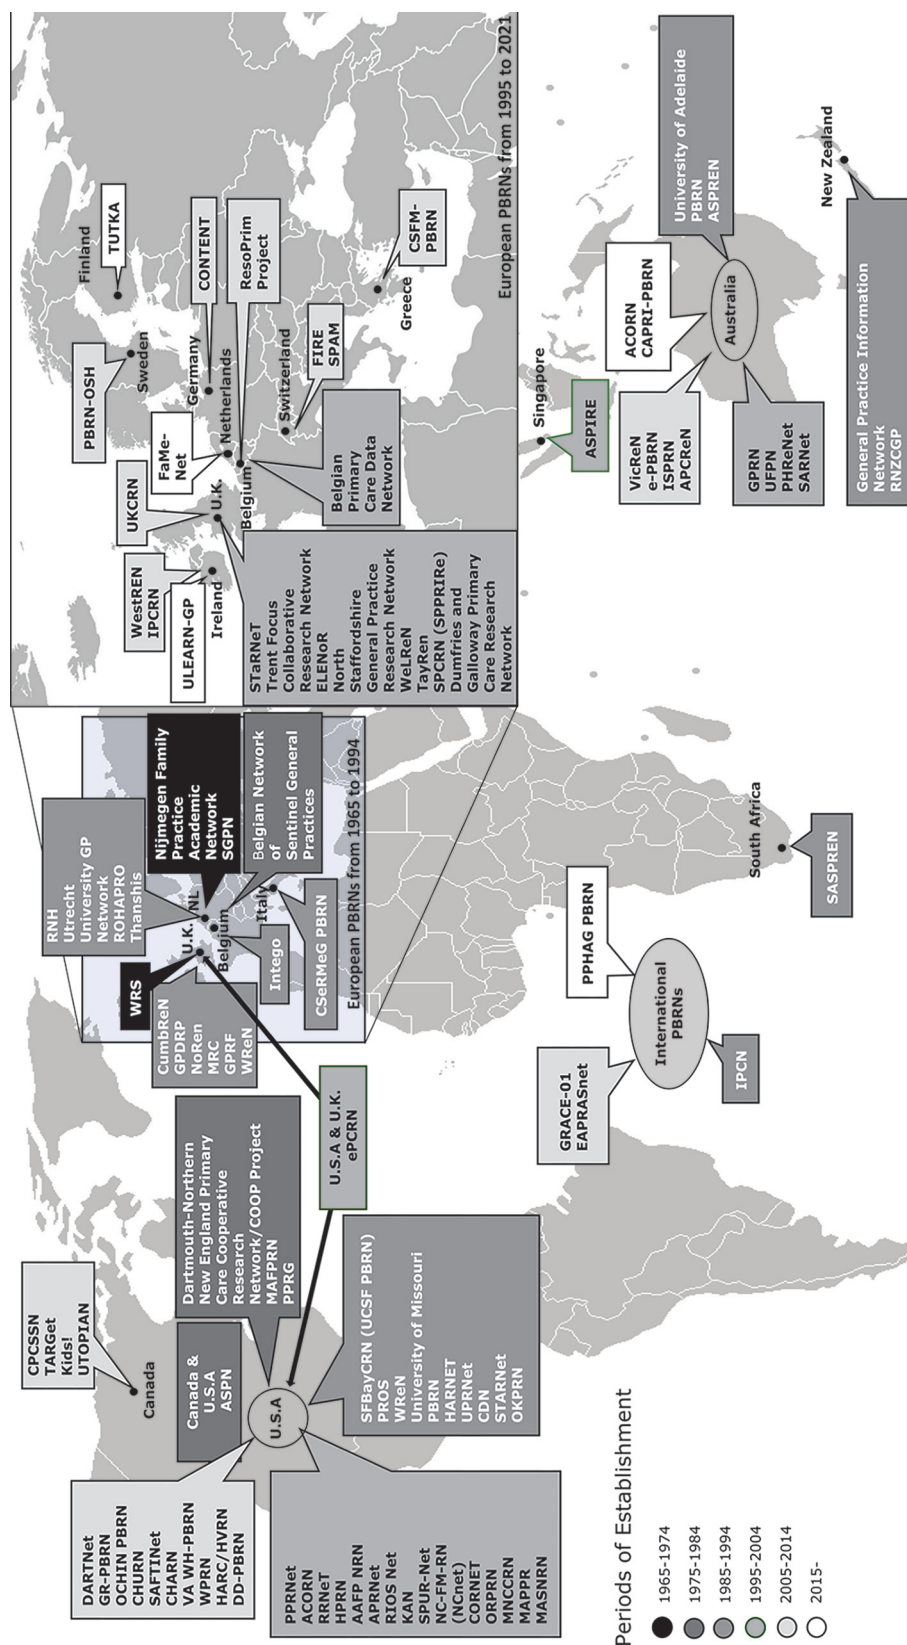 CPCSSN
TARGet
Kids!
UTOPIAN
Canada
DARTNet
GR-PBRN
OCHIN PBRN
CHURN
SAFTINet
CHARN
VA WH-PBRN
WPRN
HARC/HVRN
DD-PBRN
Canada &
U.S.A
ASPN
Dartmouth-Northern
New England Primary
Care Cooperative
Research
Network/COOP Project
MAFPRN
PPRG
U.S.A
PPRNet
ACORN
RRNeT
HPRN
AAFP NRN
APRNet
RIOS Net
KAN
SPUR-Net
NC-FM-RN
(NCnet)
CORNET
ORPRN
MNCCRN
MAPPR
MASNRN
SFBayCRN (UCSF PBRN)
PROS
WReN
University of Missouri
PBRN
HARNET
UPRNet
CDN
STARNet
OKPRN
U.S.A & U.K.
ePCRN
WRS
CumbReN
GPDRP
NoRen
MRC
GPRF
WReN
RNH
Utrecht
University GP
Network
ROHAPRO
Thanshis
Nijmegen Family
Practice
Academic
Network
SGPN
U.K.
NL
Belgium
Italy
Belgian Network
of
Sentinel General
Practices
Intego
CSeRMeG PBRN
European PBRNs from 1965 to 1994
WestREN
IPCRN
ULEARN-GP
Ireland
UKCRN
U.K.
FaMe-
Net
Netherlands
Belgium
PBRN-OSH
Sweden
Finland
TUTKA
Germany
CONTENT
ResoPrim
Project
Switzerland
FIRE
SPAM
Greece
CSFM-
PBRN
Belgian
Primary
Care Data
Network
STaRNeT
Trent Focus
Collaborative
Research Network
ELENoR
North
Staffordshire
General Practice
Research Network
WeLReN
TayRen
SPCRN (SPPRIRe)
Dumfries and
Galloway Primary
Care Research
Network
European PBRNs from 1995 to 2021
GRACE-01
EAPRASnet
PPHAG PBRN
International
PBRNs
IPCN
South Africa
SASPREN
Singapore
ASPIRE
VicReN
e-PBRN
ISPRN
APCReN
ACORN
CAPRI-PBRN
University of Adelaide
PBRN
ASPREN
Australia
GPRN
UFPN
PHReNet
SARNet
New Zealand
General Practice Information
Network
RNZCGP
Periods of Establishment
1965-1974
1975-1984
1985-1994
1995-2004
2005-2014
2015-